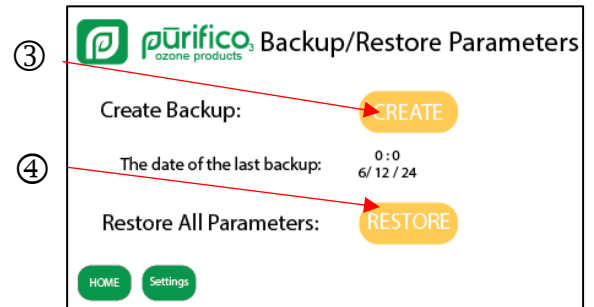 pūrifico3 Backup/Restore Parameters
ozone products
③
Create Backup: CREATE
The date of the last backup: 0:0
6/ 12 / 24
④
Restore All Parameters: RESTORE
HOME Settings